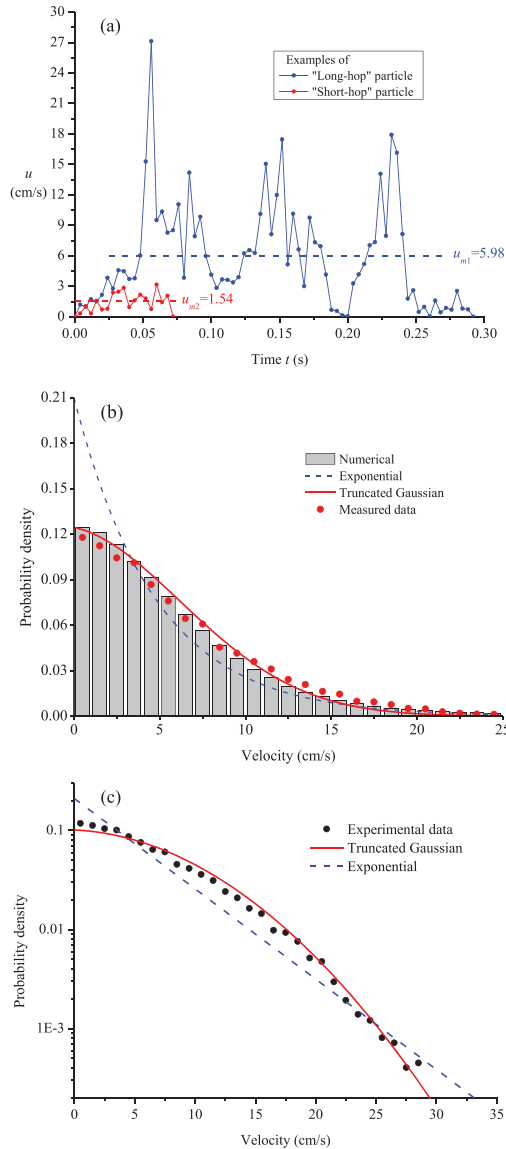 (a)
30
27
24
21
18
15
12
9
6
3
0
u
(cm/s)
Examples of
"Long-hop" particle
"Short-hop" particle
u_m1=5.98
u_m2=1.54
0.00 0.05 0.10 0.15 0.20 0.25 0.30
Time t (s)
(b)
0.21
0.18
0.15
0.12
0.09
0.06
0.03
0.00
Probability density
Numerical
Exponential
Truncated Gaussian
Measured data
0 5 10 15 20 25
Velocity (cm/s)
(c)
0.1
0.01
1E-3
Probability density
Experimental data
Truncated Gaussian
Exponential
0 5 10 15 20 25 30 35
Velocity (cm/s)